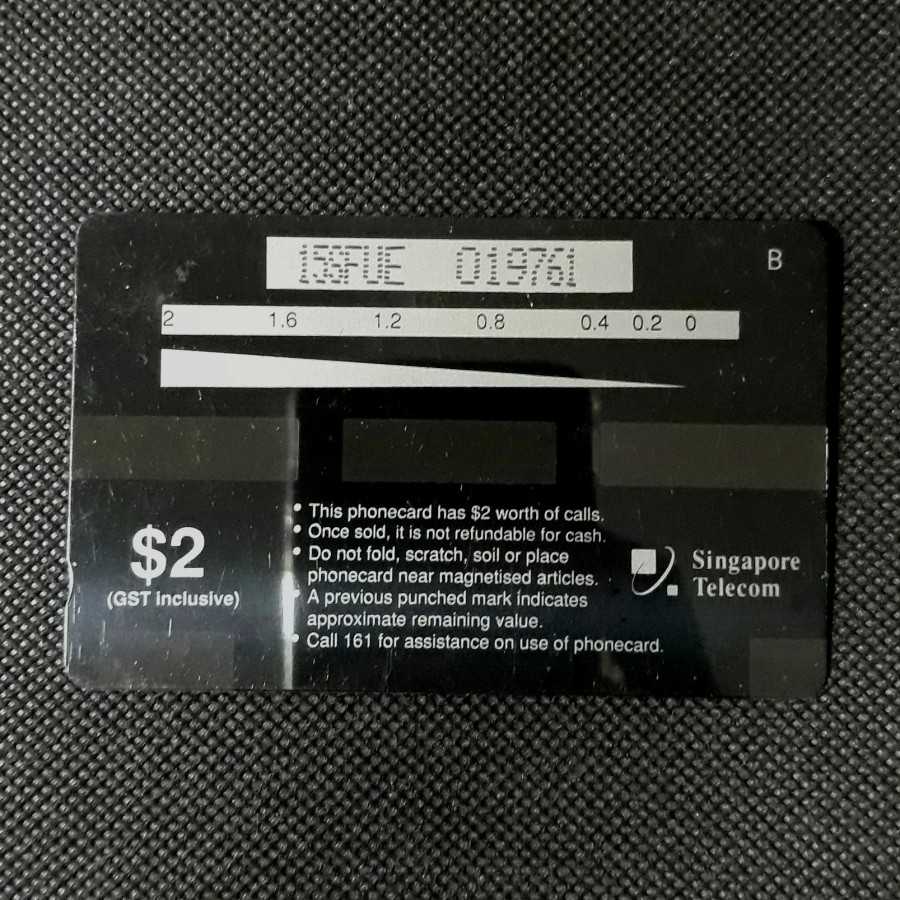 15SFUE 019761
B
2 1.6 1.2 0.8 0.4 0.2 0
• This phonecard has $2 worth of calls.
• Once sold, it is not refundable for cash.
• Do not fold, scratch, soil or place
phonecard near magnetised articles.
• A previous punched mark indicates
approximate remaining value.
• Call 161 for assistance on use of phonecard.
$2
(GST inclusive)
Singapore
Telecom